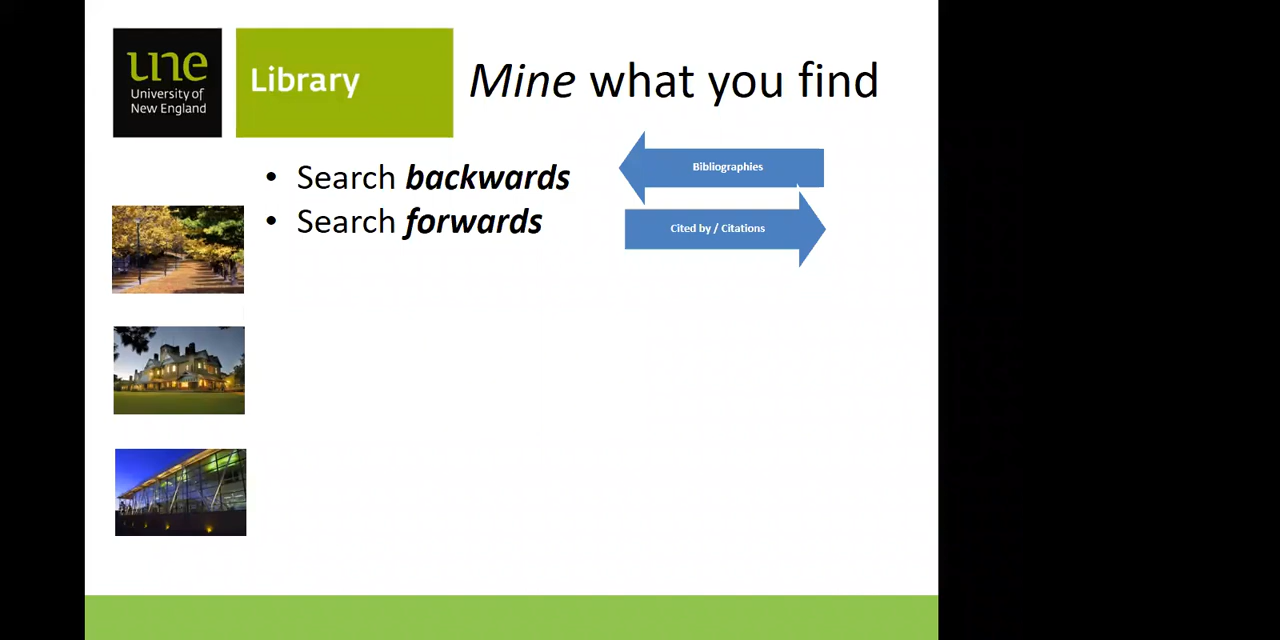 une
University of
New England
Library
Mine what you find
• Search backwards
• Search forwards
Bibliographies
Cited by / Citations